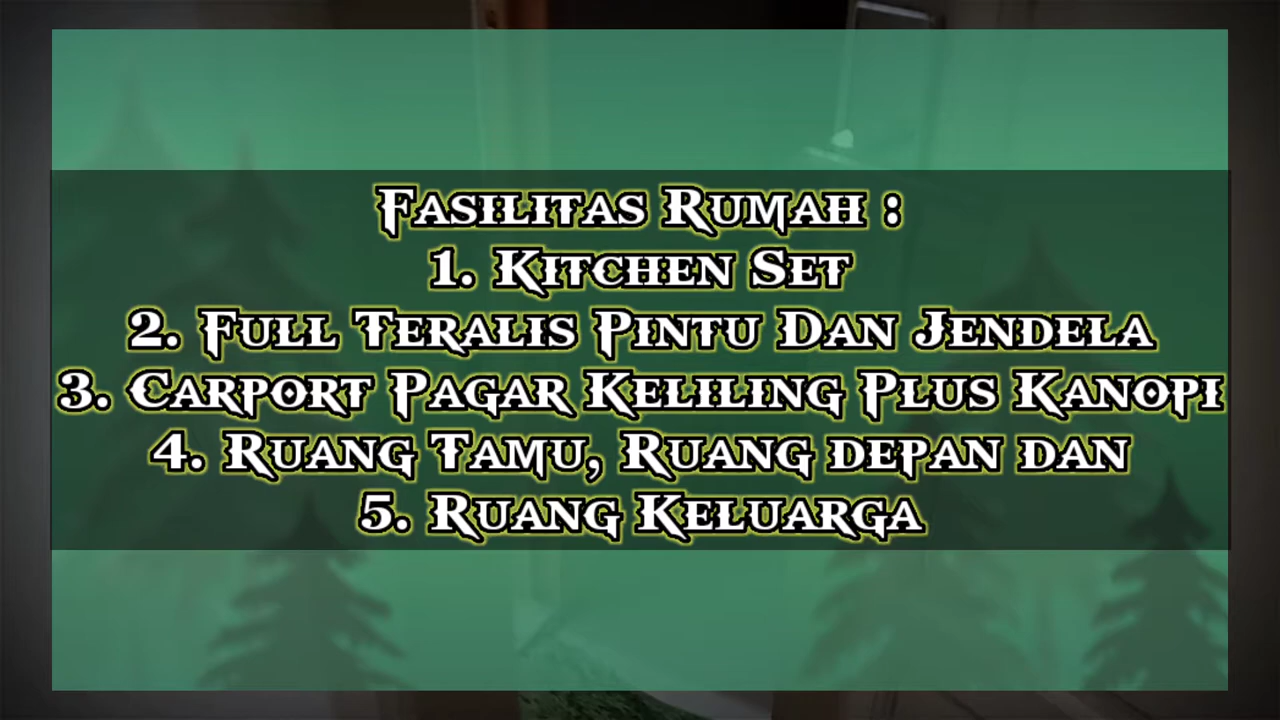 Fasilitas Rumah :
1. Kitchen Set
2. Full Teralis Pintu Dan Jendela
3. Carport Pagar Keliling Plus Kanopi
4. Ruang Tamu, Ruang depan dan
5. Ruang Keluarga